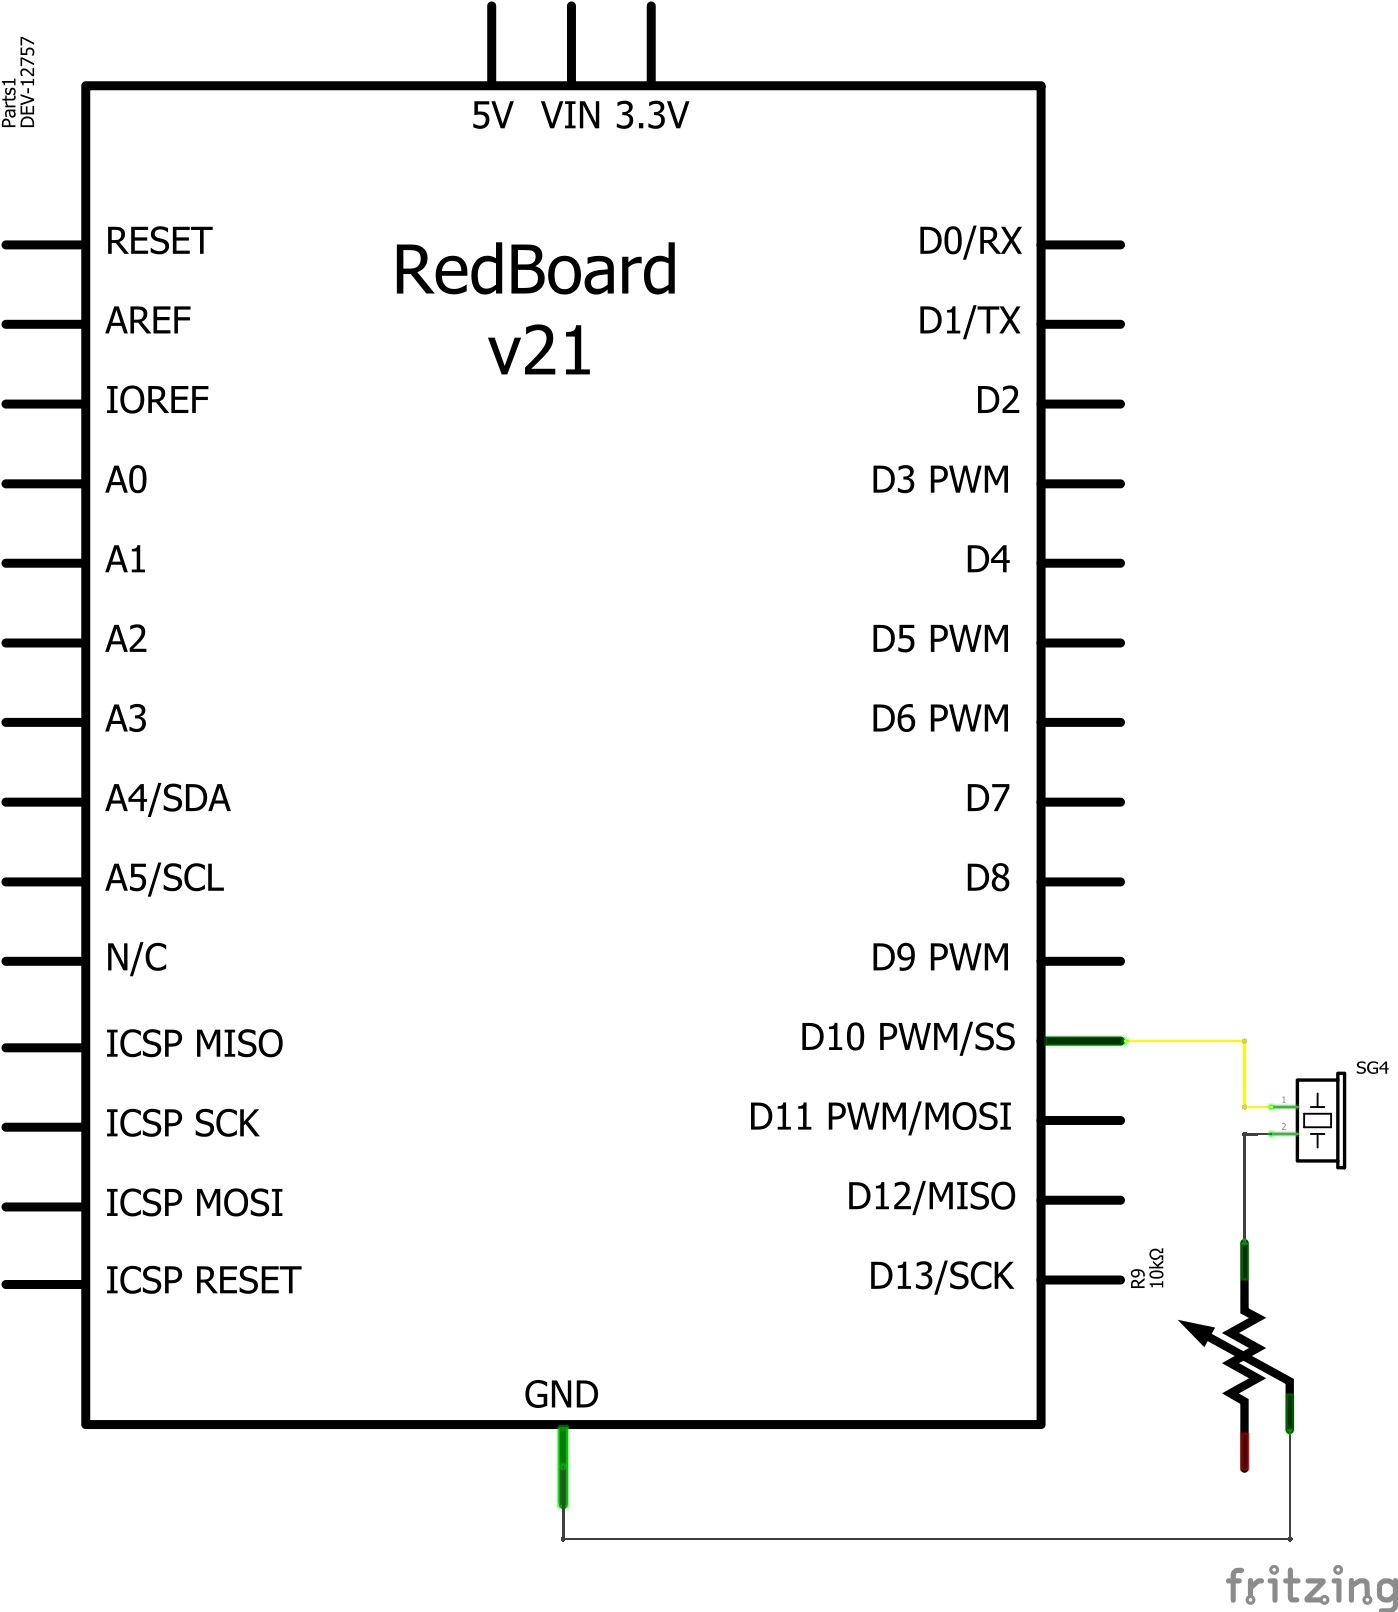 Parts1
DEV-12757
5V VIN 3.3V
RedBoard
v21
RESET
AREF
IOREF
A0
A1
A2
A3
A4/SDA
A5/SCL
N/C
ICSP MISO
ICSP SCK
ICSP MOSI
ICSP RESET
D0/RX
D1/TX
D2
D3 PWM
D4
D5 PWM
D6 PWM
D7
D8
D9 PWM
D10 PWM/SS
D11 PWM/MOSI
D12/MISO
D13/SCK
GND
SG4
1
2
R9
10kΩ
fritzing